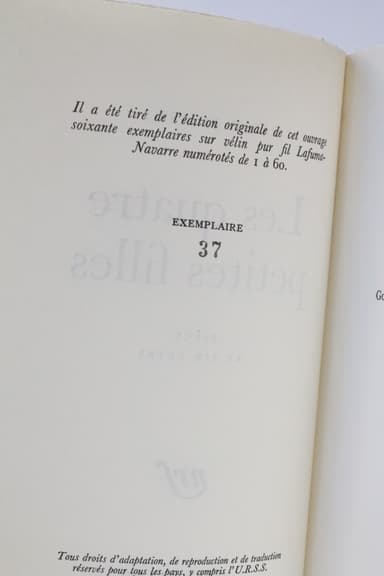 Il a été tiré de l'édition originale de cet ouvrage
soixante exemplaires sur vélin pur fil Lafuma-
Navarre numérotés de 1 à 60.
Les quatre
petites filles
EXEMPLAIRE
37
nrf
Tous droits d'adaptation, de reproduction et de traduction
réservés pour tous les pays, y compris l'U.R.S.S.